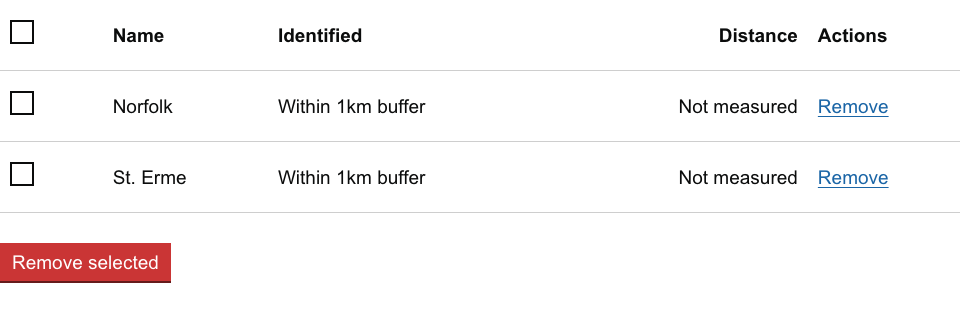 Name Identified Distance Actions
Norfolk Within 1km buffer Not measured Remove
St. Erme Within 1km buffer Not measured Remove
Remove selected